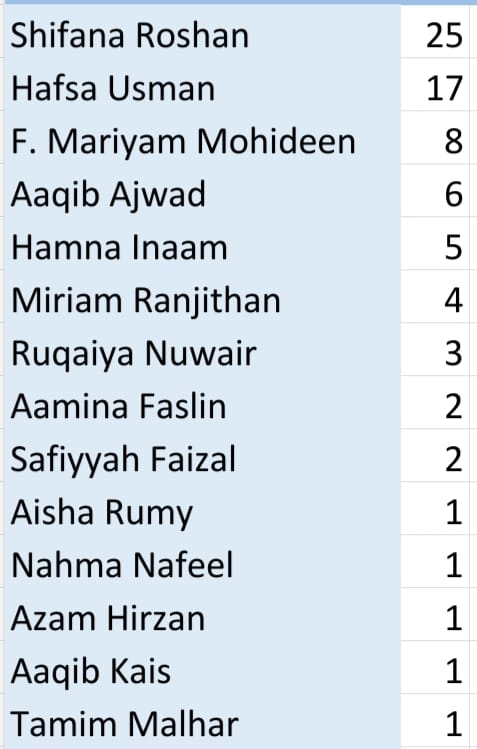 Shifana Roshan 25
Hafsa Usman 17
F. Mariyam Mohideen 8
Aaqib Ajwad 6
Hamna Inaam 5
Miriam Ranjithan 4
Ruqaiya Nuwair 3
Aamina Faslin 2
Safiyyah Faizal 2
Aisha Rumy 1
Nahma Nafeel 1
Azam Hirzan 1
Aaqib Kais 1
Tamim Malhar 1